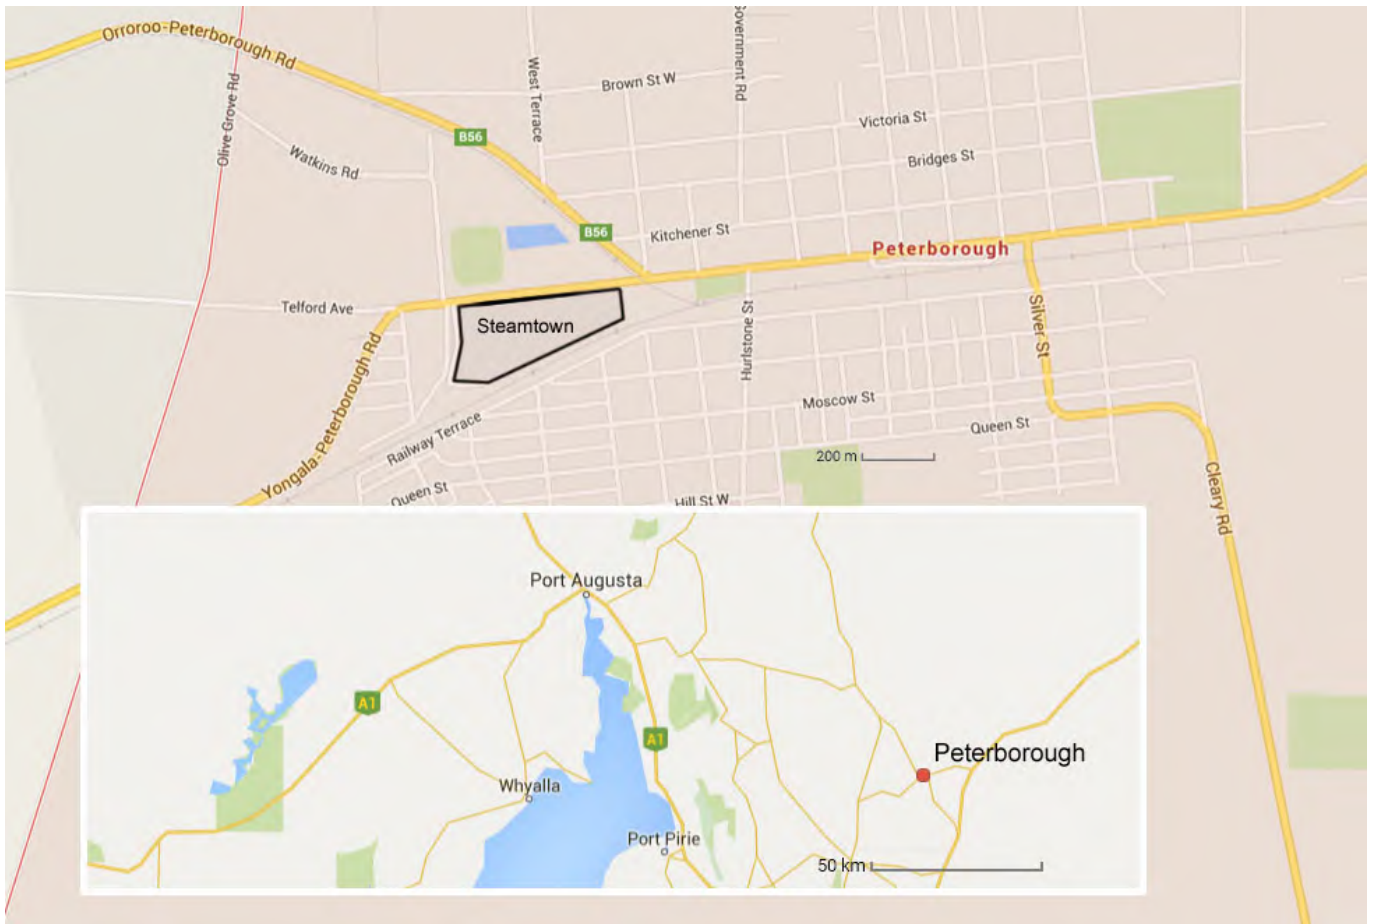 Orroroo-Peterborough Rd
Olive Grove Rd
West Terrace
Government Rd
Brown St W
Victoria St
B56
Watkins Rd
Bridges St
B56
Kitchener St
Peterborough
Telford Ave
Steamtown
Hurlstone St
Silver St
Yongala-Peterborough Rd
Moscow St
Railway Terrace
Queen St
200 m
Queen St
Hill St W
Cleary Rd
Port Augusta
A1
A1
Peterborough
Whyalla
Port Pirie
50 km